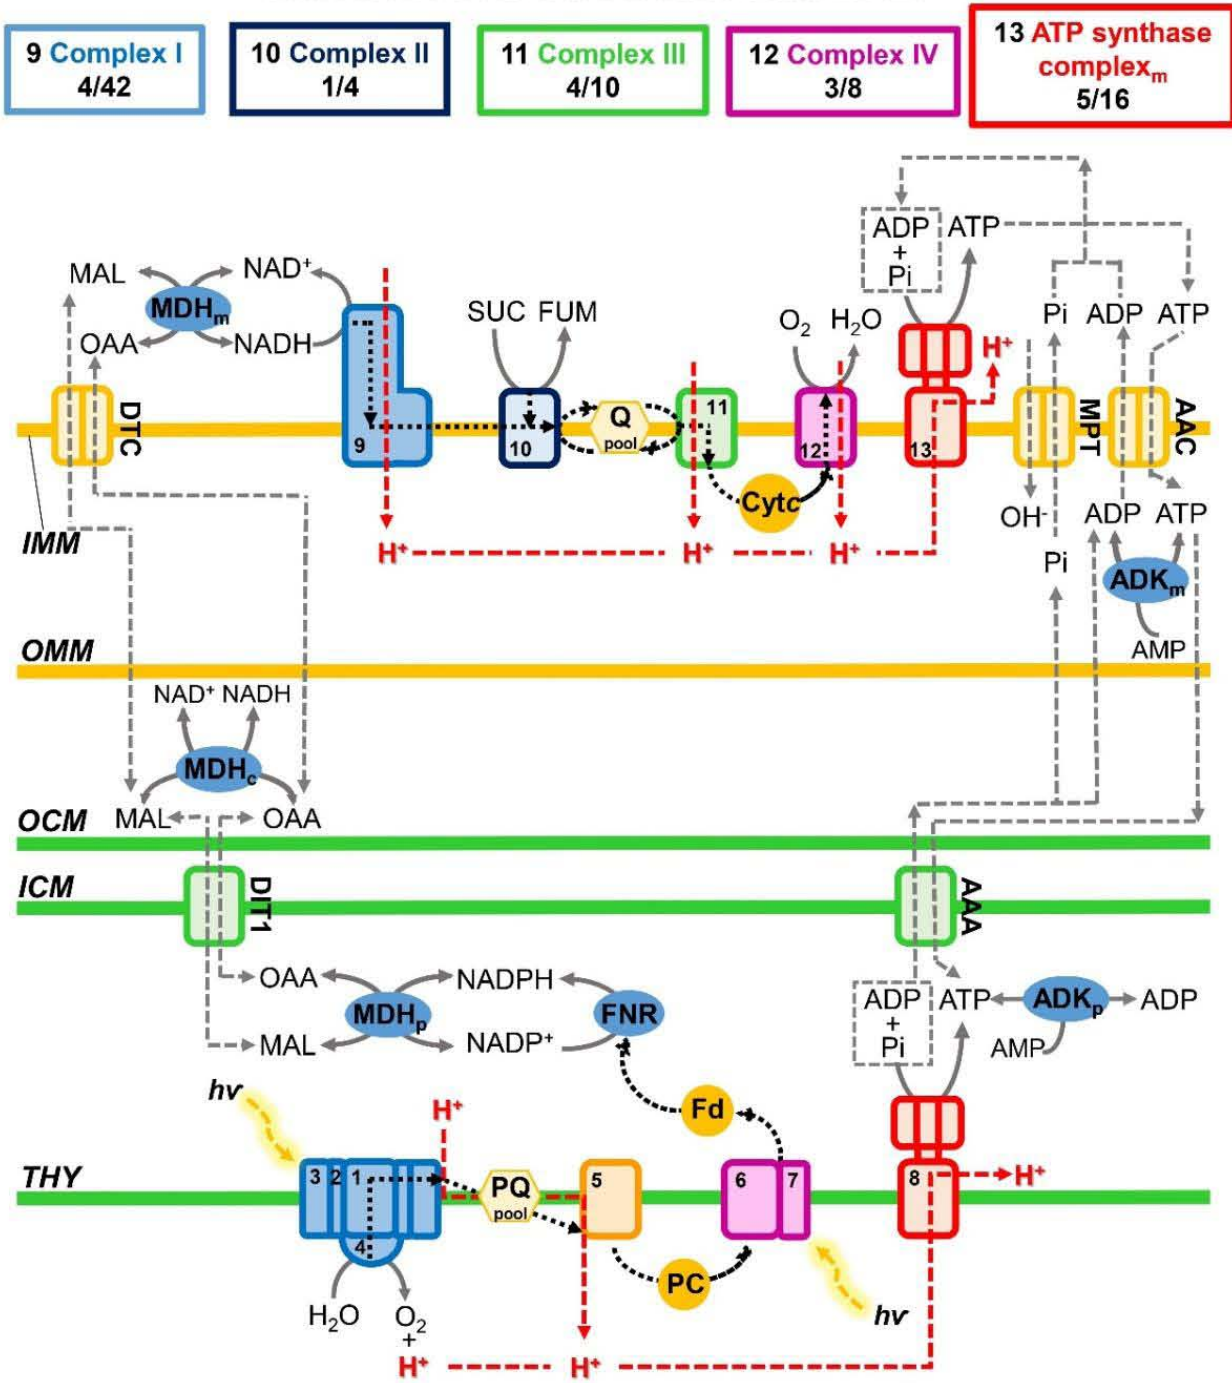 9 Complex I
4/42
10 Complex II
1/4
11 Complex III
4/10
12 Complex IV
3/8
13 ATP synthase
complexₘ
5/16
ADP
+
Pi
ATP
MAL
NAD⁺
MDHₘ
OAA
NADH
SUC FUM
O₂ H₂O
H⁺
Pi ADP ATP
DTC
9
10
Q
pool
11
12
13
MPT
AAC
Cytc
IMM
H⁺
H⁺
H⁺
OH⁻
ADP ATP
Pi
ADKₘ
AMP
OMM
NAD⁺ NADH
MDHc
MAL
OAA
OCM
ICM
DIT1
AAA
OAA
NADPH
MDHₚ
FNR
MAL
NADP⁺
ADP
+
Pi
ATP
ADKₚ
ADP
AMP
hv
H⁺
Fd
THY
3 2 1
4
PQ
pool
5
6 7
8
H⁺
PC
H₂O
O₂
+
H⁺
H⁺
hv